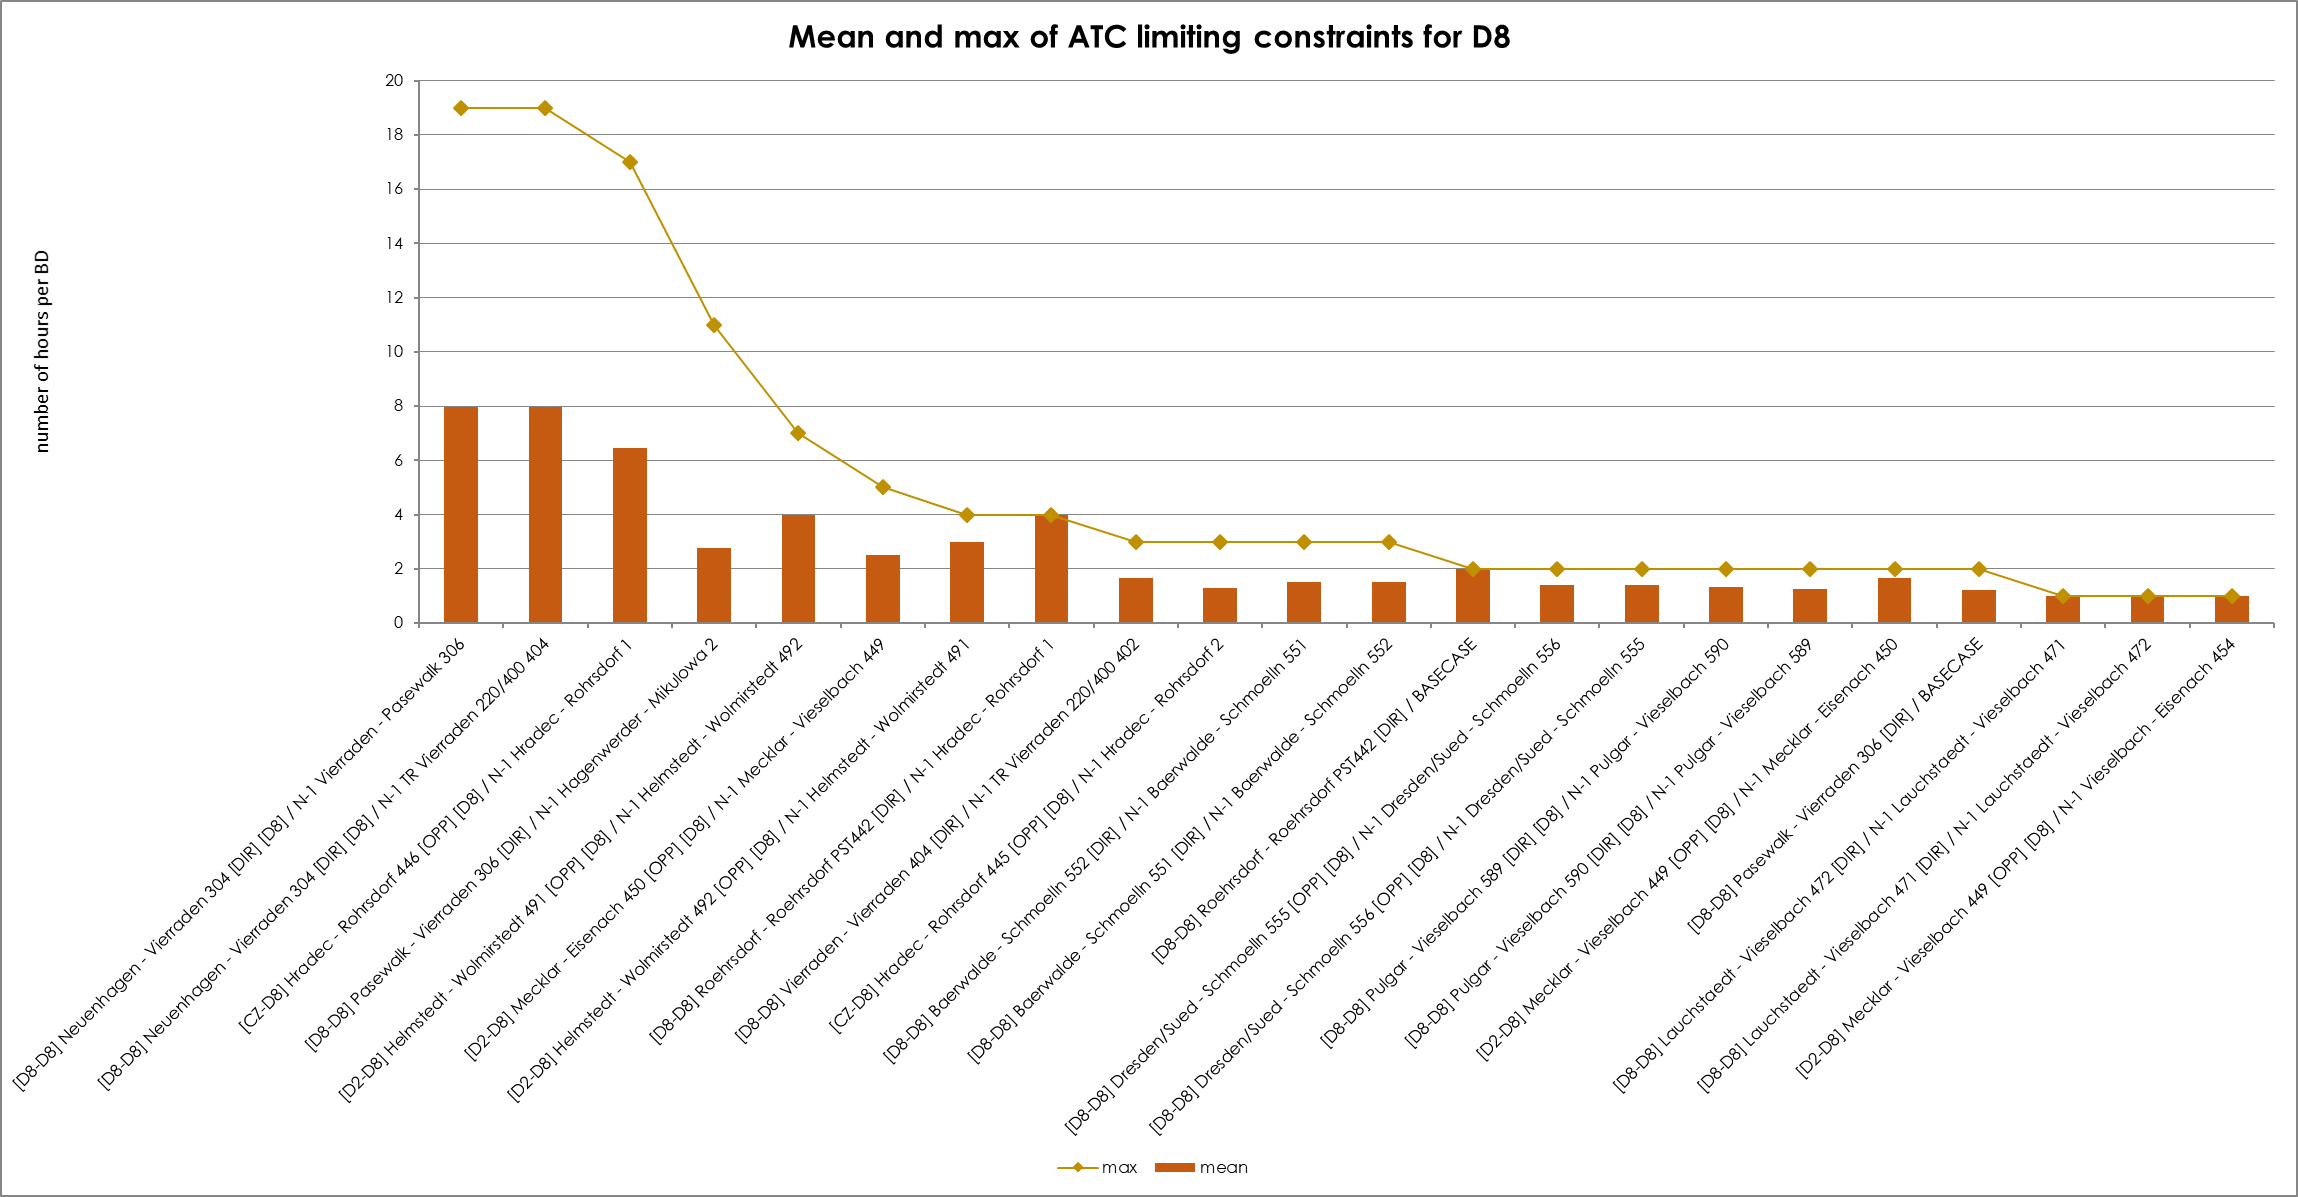 Mean and max of ATC limiting constraints for D8
number of hours per BD
20
18
16
14
12
10
8
6
4
2
0
[D8-D8] Neuenhagen - Vierraden 304 [DIR] [D8] / N-1 Vierraden - Pasewalk 306
[D8-D8] Neuenhagen - Vierraden 304 [DIR] [D8] / N-1 TR Vierraden 220/400 404
[CZ-D8] Hradec - Rohrsdorf 446 [OPP] [D8] / N-1 Hradec - Rohrsdorf 1
[D8-D8] Pasewalk - Vierraden 306 [DIR] / N-1 Hagenwerder - Mikulowa 2
[D2-D8] Helmstedt - Wolmirstedt 491 [OPP] [D8] / N-1 Helmstedt - Wolmirstedt 492
[D2-D8] Mecklar - Eisenach 450 [OPP] [D8] / N-1 Mecklar - Vieselbach 449
[D2-D8] Helmstedt - Wolmirstedt 492 [OPP] [D8] / N-1 Helmstedt - Wolmirstedt 491
[D8-D8] Roehrsdorf - Roehrsdorf PST442 [DIR] / N-1 Hradec - Rohrsdorf 1
[D8-D8] Vierraden - Vierraden 404 [DIR] / N-1 TR Vierraden 220/400 402
[CZ-D8] Hradec - Rohrsdorf 445 [OPP] [D8] / N-1 Hradec - Rohrsdorf 2
[D8-D8] Baerwalde - Schmoelln 552 [DIR] / N-1 Baerwalde - Schmoelln 551
[D8-D8] Baerwalde - Schmoelln 551 [DIR] / N-1 Baerwalde - Schmoelln 552
[D8-D8] Roehrsdorf - Roehrsdorf PST442 [DIR] / BASECASE
[D8-D8] Dresden/Sued - Schmoelln 555 [OPP] [D8] / N-1 Dresden/Sued - Schmoelln 556
[D8-D8] Dresden/Sued - Schmoelln 556 [OPP] [D8] / N-1 Dresden/Sued - Schmoelln 555
[D8-D8] Pulgar - Vieselbach 589 [DIR] [D8] / N-1 Pulgar - Vieselbach 590
[D8-D8] Pulgar - Vieselbach 590 [DIR] [D8] / N-1 Pulgar - Vieselbach 589
[D2-D8] Mecklar - Vieselbach 449 [OPP] [D8] / N-1 Mecklar - Eisenach 450
[D8-D8] Pasewalk - Vierraden 306 [DIR] / BASECASE
[D8-D8] Lauchstaedt - Vieselbach 472 [DIR] / N-1 Lauchstaedt - Vieselbach 471
[D8-D8] Lauchstaedt - Vieselbach 471 [DIR] / N-1 Lauchstaedt - Vieselbach 472
[D2-D8] Mecklar - Vieselbach 449 [OPP] [D8] / N-1 Vieselbach - Eisenach 454
max
mean